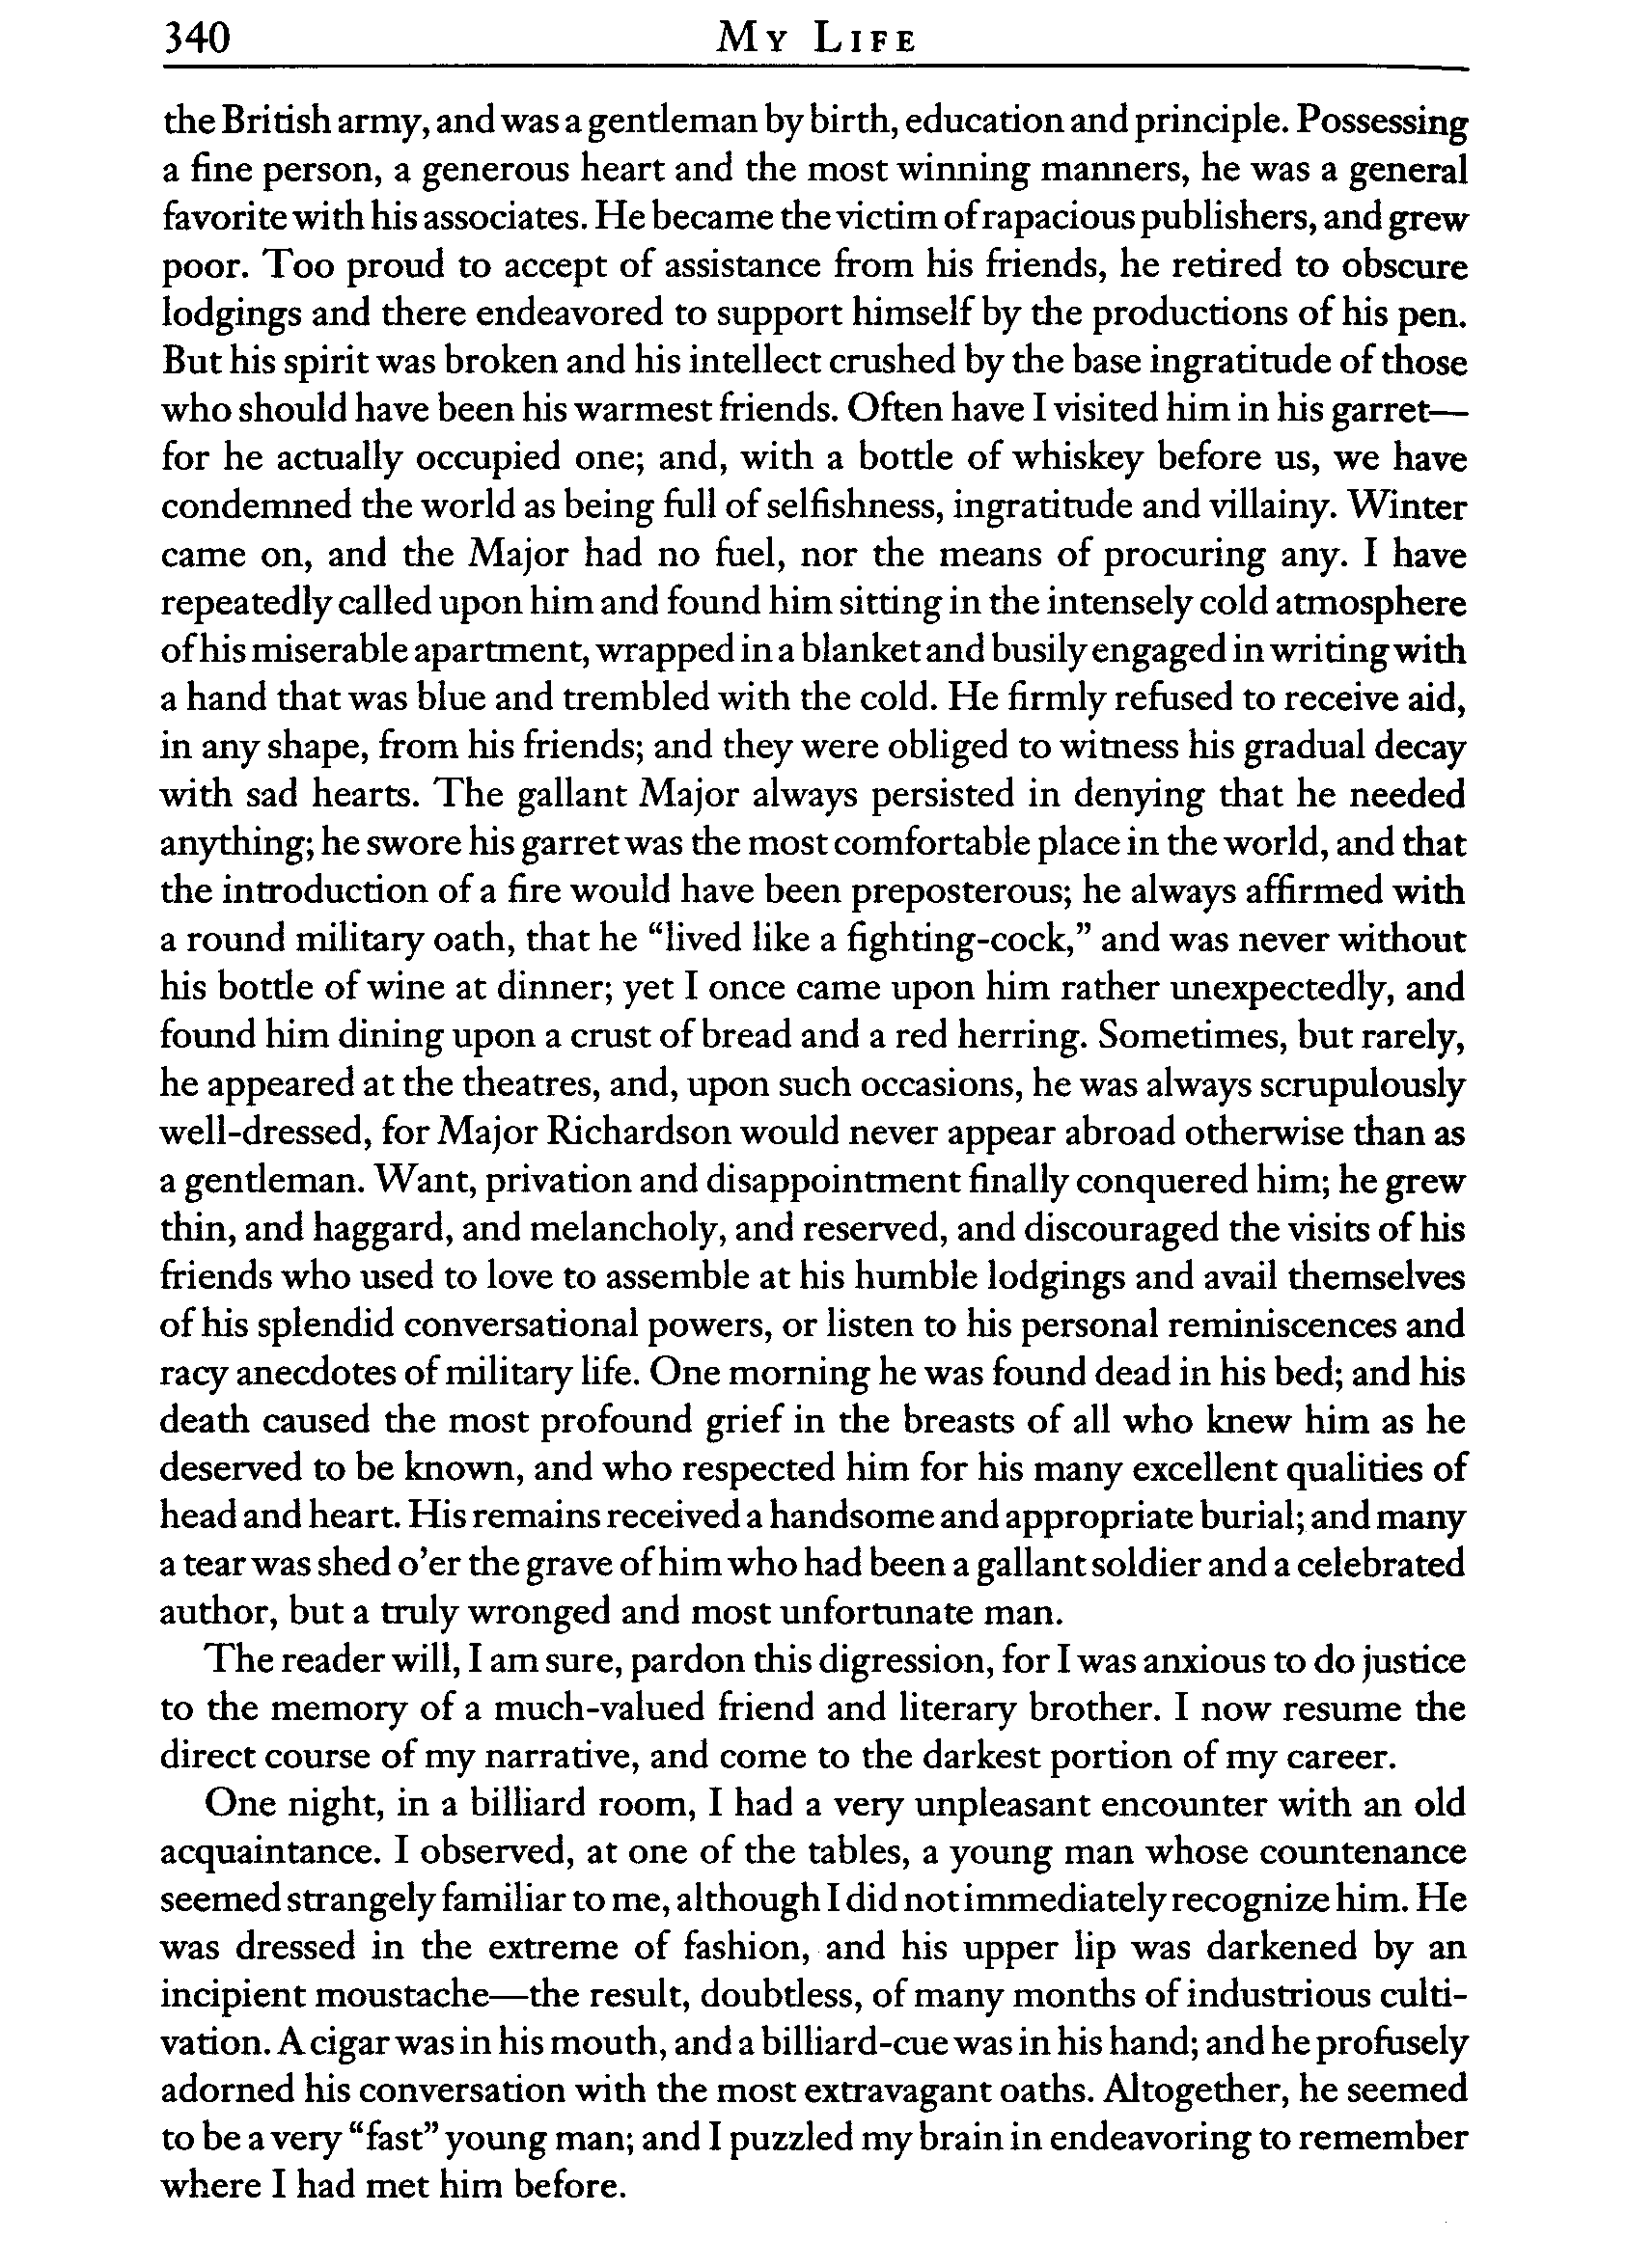 340 MY LIFE
the British army, and was a gentleman by birth, education and principle. Possessing
a fine person, a generous heart and the most winning manners, he was a general
favorite with his associates. He became the victim of rapacious publishers, and grew
poor. Too proud to accept of assistance from his friends, he retired to obscure
lodgings and there endeavored to support himself by the productions of his pen.
But his spirit was broken and his intellect crushed by the base ingratitude of those
who should have been his warmest friends. Often have I visited him in his garret—
for he actually occupied one; and, with a bottle of whiskey before us, we have
condemned the world as being full of selfishness, ingratitude and villainy. Winter
came on, and the Major had no fuel, nor the means of procuring any. I have
repeatedly called upon him and found him sitting in the intensely cold atmosphere
of his miserable apartment, wrapped in a blanket and busily engaged in writing with
a hand that was blue and trembled with the cold. He firmly refused to receive aid,
in any shape, from his friends; and they were obliged to witness his gradual decay
with sad hearts. The gallant Major always persisted in denying that he needed
anything; he swore his garret was the most comfortable place in the world, and that
the introduction of a fire would have been preposterous; he always affirmed with
a round military oath, that he “lived like a fighting-cock,” and was never without
his bottle of wine at dinner; yet I once came upon him rather unexpectedly, and
found him dining upon a crust of bread and a red herring. Sometimes, but rarely,
he appeared at the theatres, and, upon such occasions, he was always scrupulously
well-dressed, for Major Richardson would never appear abroad otherwise than as
a gentleman. Want, privation and disappointment finally conquered him; he grew
thin, and haggard, and melancholy, and reserved, and discouraged the visits of his
friends who used to love to assemble at his humble lodgings and avail themselves
of his splendid conversational powers, or listen to his personal reminiscences and
racy anecdotes of military life. One morning he was found dead in his bed; and his
death caused the most profound grief in the breasts of all who knew him as he
deserved to be known, and who respected him for his many excellent qualities of
head and heart. His remains received a handsome and appropriate burial; and many
a tear was shed o’er the grave of him who had been a gallant soldier and a celebrated
author, but a truly wronged and most unfortunate man.
The reader will, I am sure, pardon this digression, for I was anxious to do justice
to the memory of a much-valued friend and literary brother. I now resume the
direct course of my narrative, and come to the darkest portion of my career.
One night, in a billiard room, I had a very unpleasant encounter with an old
acquaintance. I observed, at one of the tables, a young man whose countenance
seemed strangely familiar to me, although I did not immediately recognize him. He
was dressed in the extreme of fashion, and his upper lip was darkened by an
incipient moustache—the result, doubtless, of many months of industrious culti-
vation. A cigar was in his mouth, and a billiard-cue was in his hand; and he profusely
adorned his conversation with the most extravagant oaths. Altogether, he seemed
to be a very “fast” young man; and I puzzled my brain in endeavoring to remember
where I had met him before.